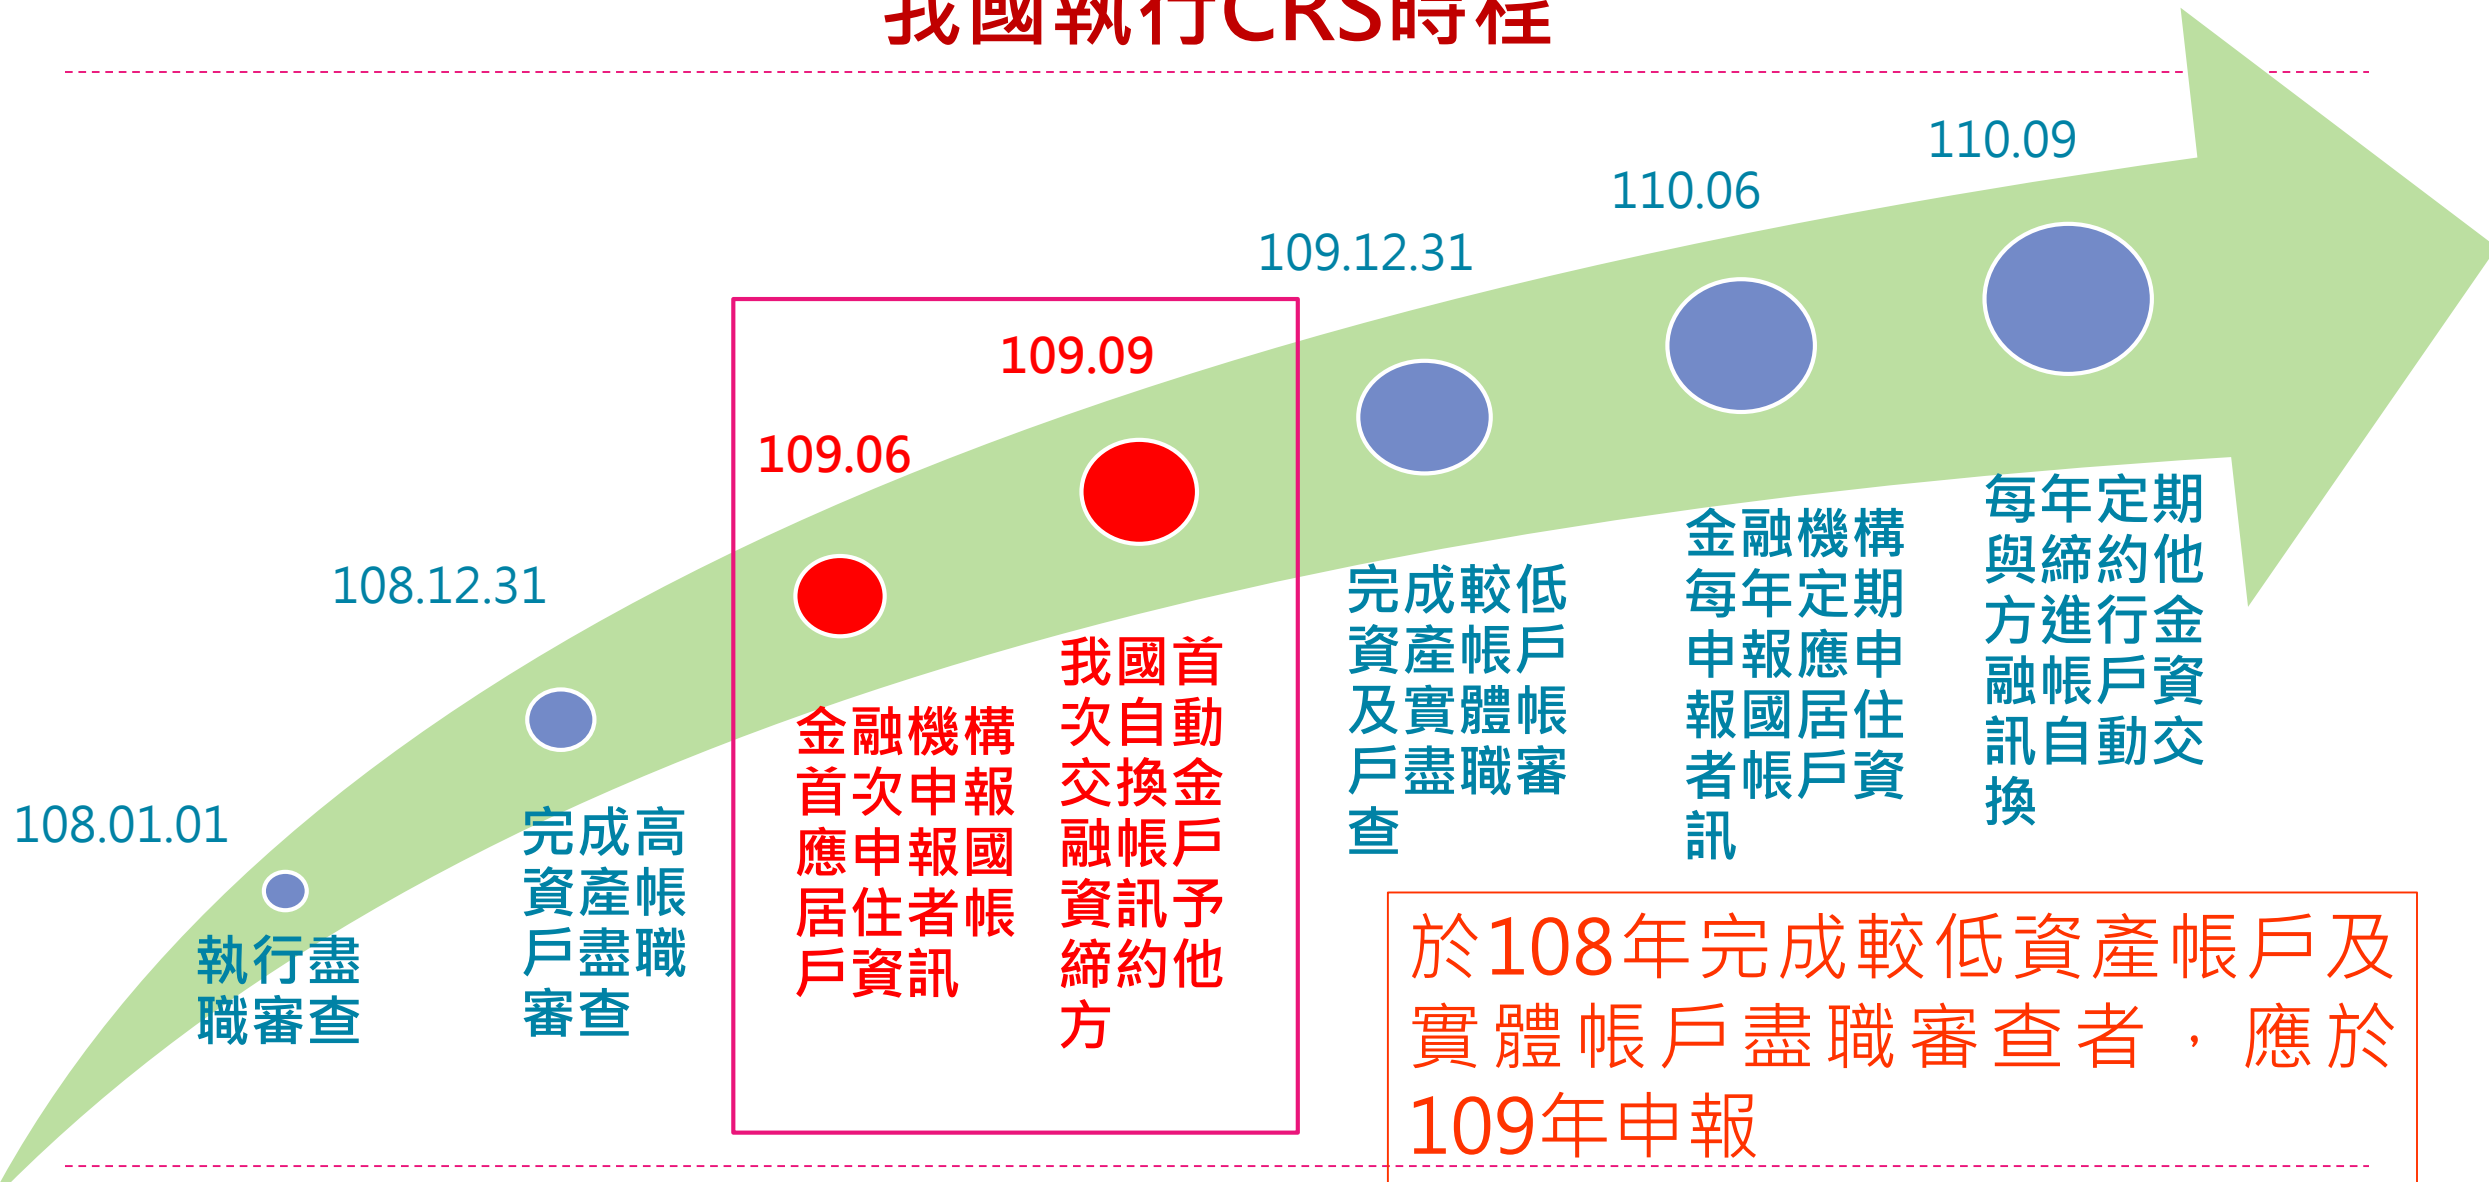 我國執行CRS時程
108.01.01
執行盡
職審查
108.12.31
完成高
資產帳
戶盡職
審查
109.06
金融機構
首次申報
應申報國
居住者帳
戶資訊
109.09
我國首
次自動
交換金
融帳戶
資訊予
締約他
方
109.12.31
完成較低
資產帳戶
及實體帳
戶盡職審
查
110.06
金融機構
每年定期
申報應申
報國居住
者帳戶資
訊
110.09
每年定期
與締約他
方進行金
融帳戶資
訊自動交
換
於108年完成較低資產帳戶及
實體帳戶盡職審查者，應於
109年申報